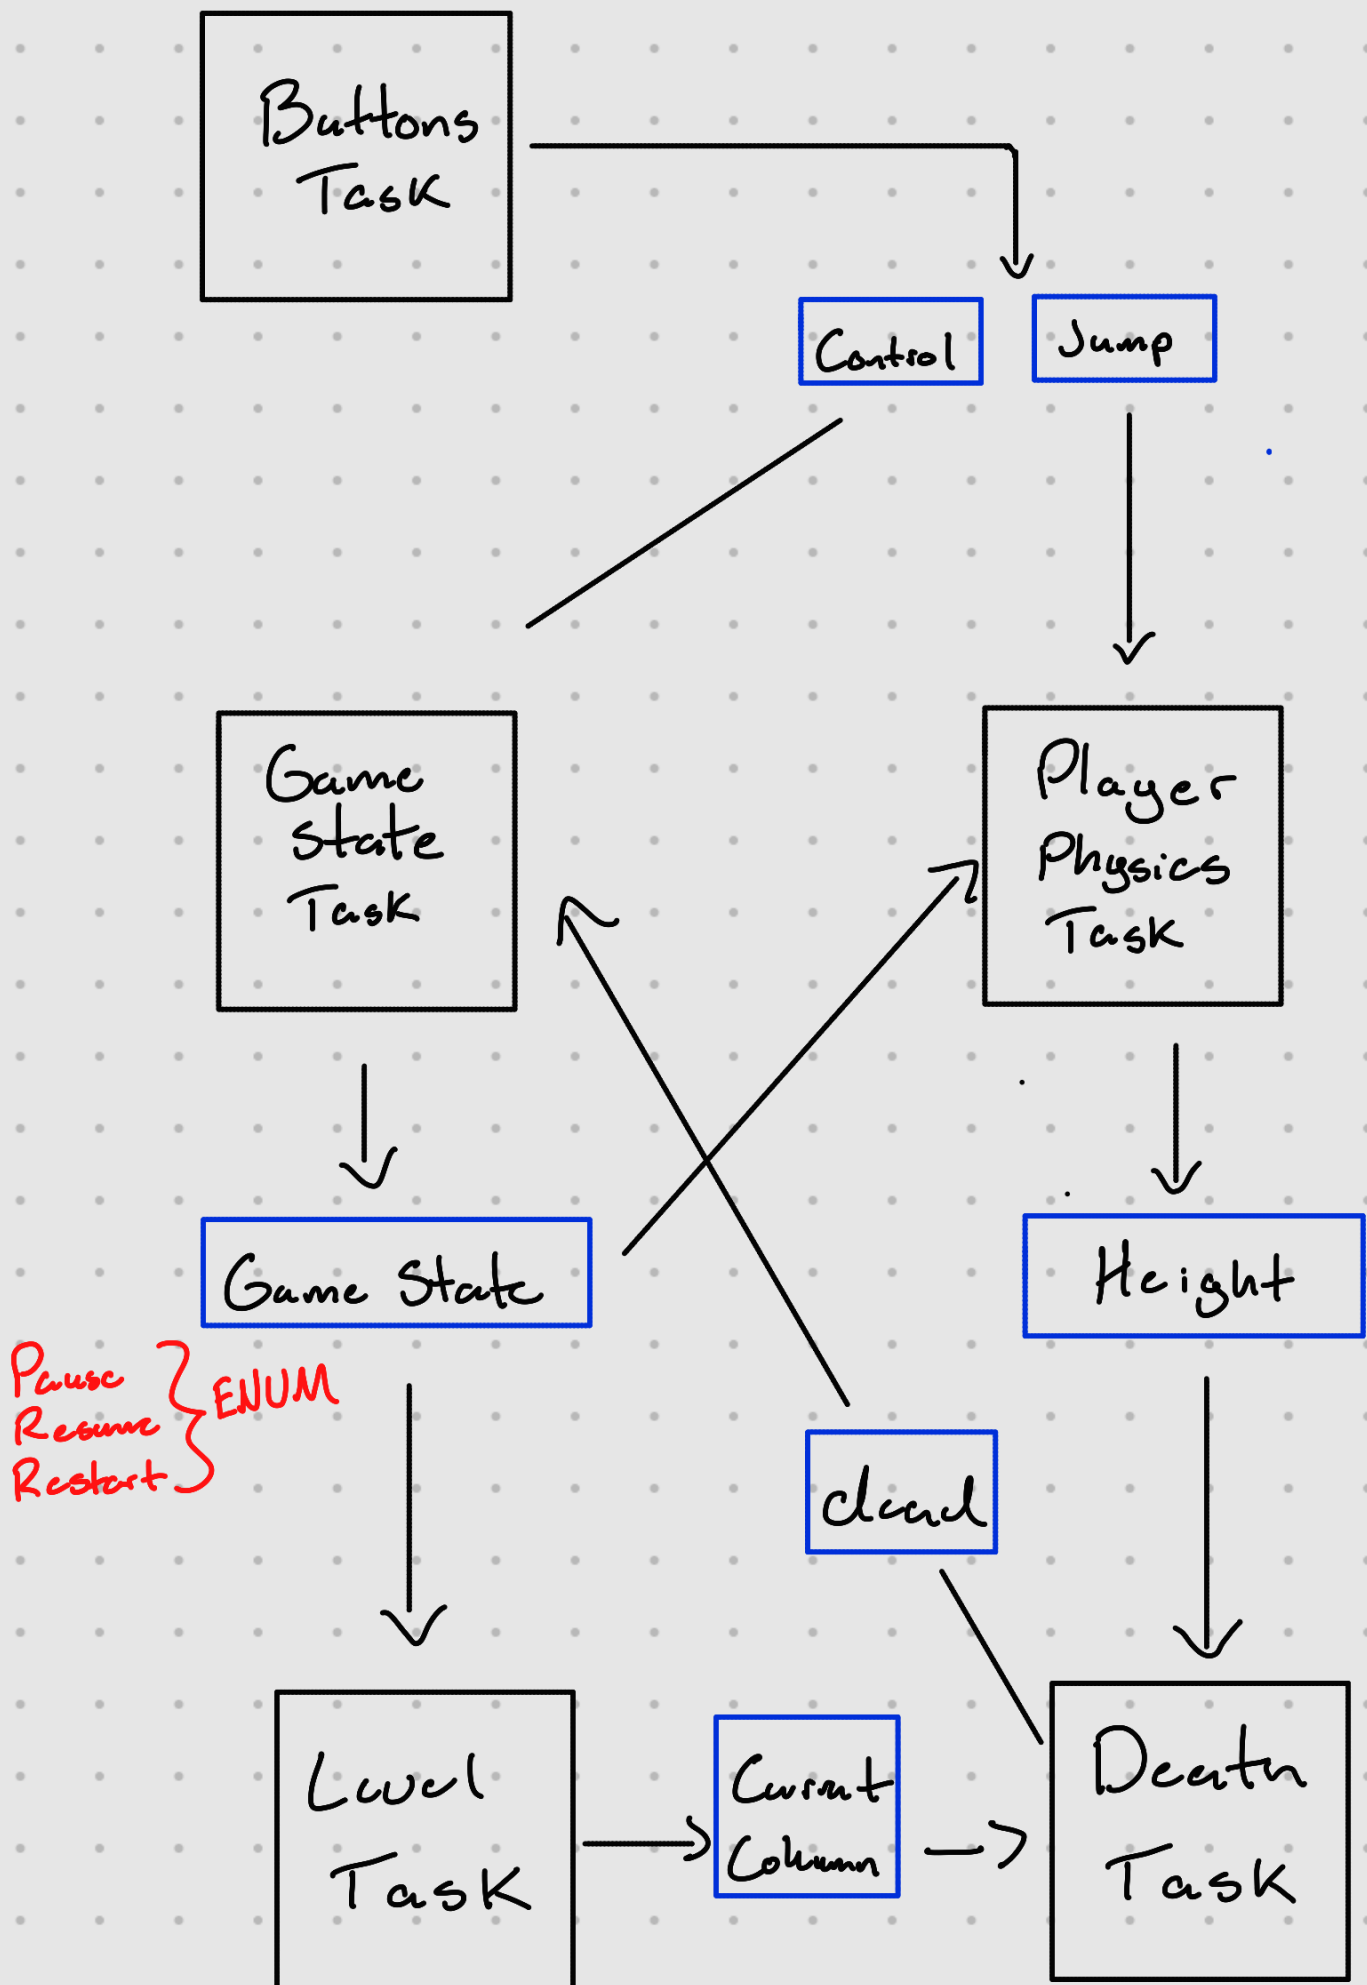 Buttons
Task
Control
Jump
Game
State
Task
Player
Physics
Task
Game State
Height
Pause
Resume
Restart
ENUM
dead
Level
Task
Current
Column
Death
Task